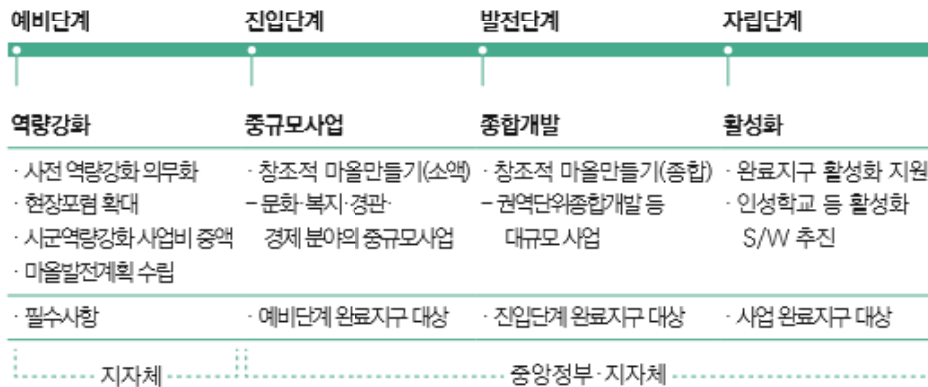 예비단계 진입단계 발전단계 자립단계
역량강화 중규모사업 종합개발 활성화
· 사전 역량강화 의무화 · 창조적 마을만들기(소액) · 창조적 마을만들기(종합) · 완료지구 활성화 지원
· 현장포럼 확대 – 문화·복지·경관· – 권역단위종합개발 등 · 인성학교 등 활성화
· 시군역량강화 사업비 증액 경제 분야의 중규모사업 대규모 사업 S/W 추진
· 마을발전계획 수립
· 필수사항 · 예비단계 완료지구 대상 · 진입단계 완료지구 대상 · 사업 완료지구 대상
지자체 중앙정부·지자체